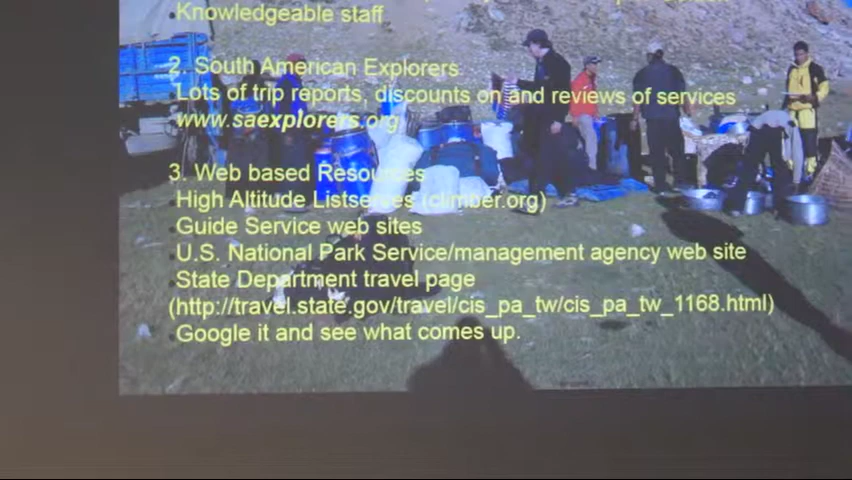 Knowledgeable staff
2. South American Explorers
Lots of trip reports, discounts on and reviews of services
www.saexplorers.org
3. Web based Resources
High Altitude Listserves (climber.org)
Guide Service web sites
U.S. National Park Service/management agency web site
State Department travel page
(http://travel.state.gov/travel/cis_pa_tw/cis_pa_tw_1168.html)
Google it and see what comes up.